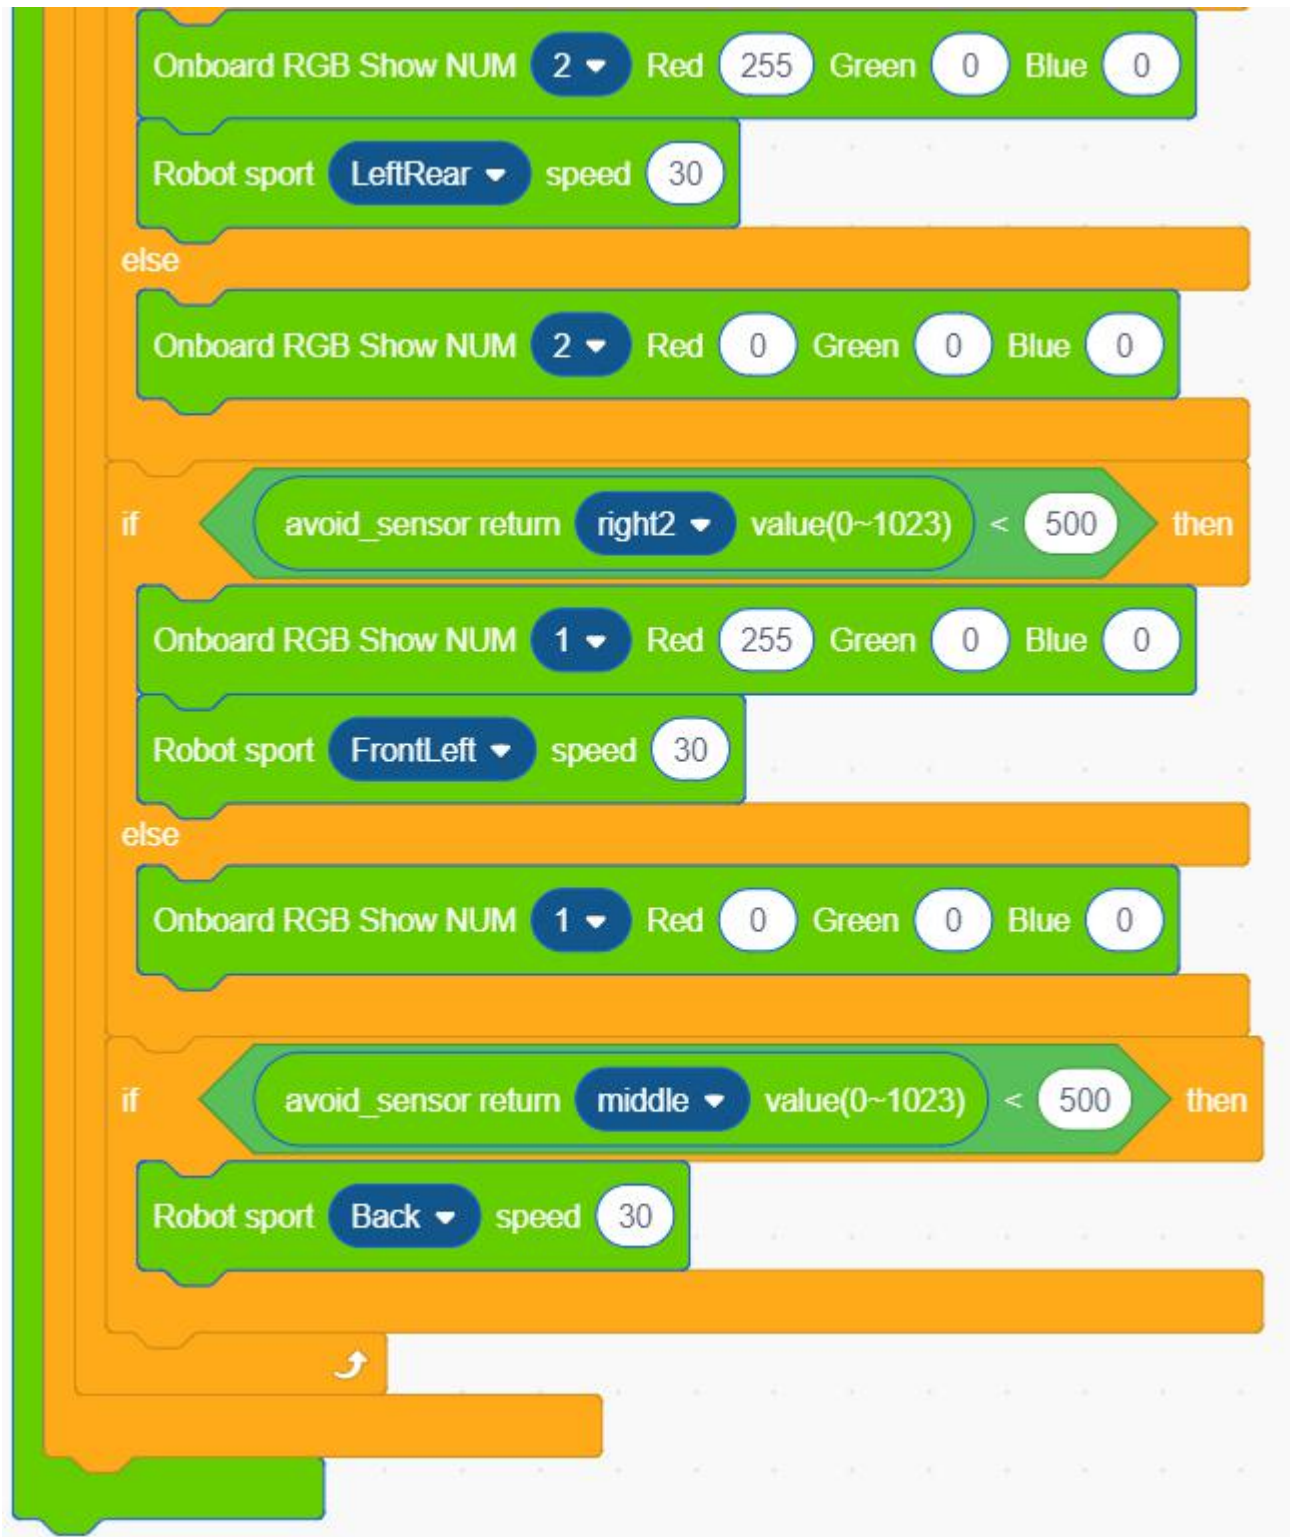 Onboard RGB Show NUM 2 Red 255 Green 0 Blue 0
Robot sport LeftRear speed 30
else
Onboard RGB Show NUM 2 Red 0 Green 0 Blue 0
if avoid_sensor return right2 value(0~1023) < 500 then
Onboard RGB Show NUM 1 Red 255 Green 0 Blue 0
Robot sport FrontLeft speed 30
else
Onboard RGB Show NUM 1 Red 0 Green 0 Blue 0
if avoid_sensor return middle value(0~1023) < 500 then
Robot sport Back speed 30